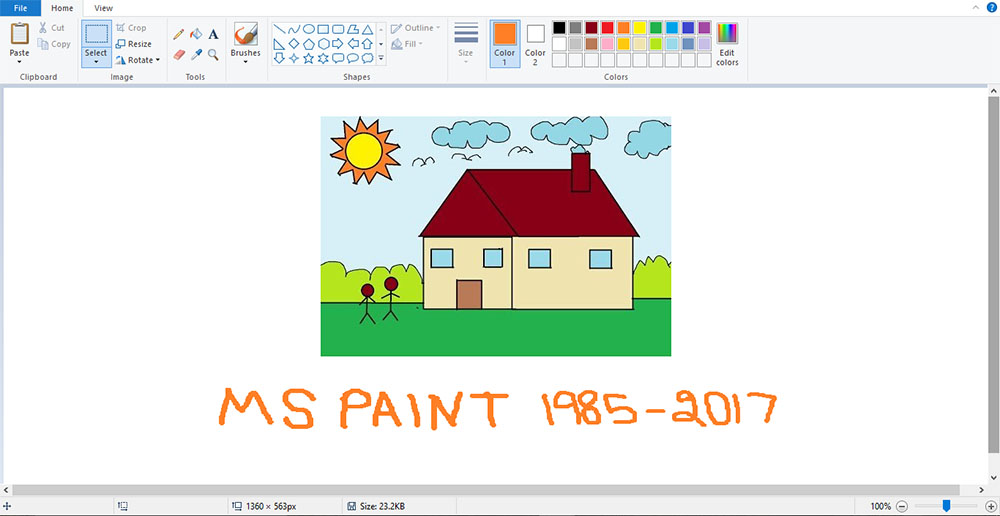 File Home View
Paste Cut Copy Clipboard
Select Crop Resize Rotate Image
Tools
Brushes
Outline Fill Shapes
Size
Color 1 Color 2 Edit colors Colors
MS PAINT 1985-2017
1360 × 563px Size: 23.2KB 100%